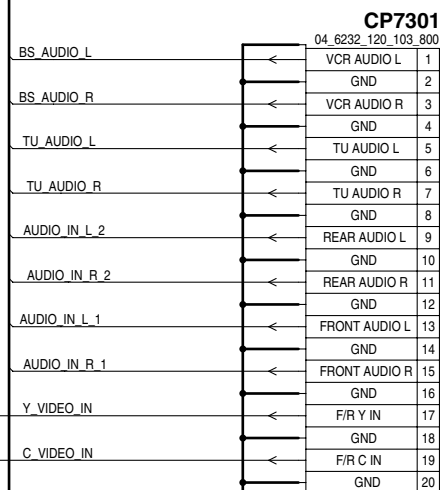 CP7301
04_6232_120_103_800
BS_AUDIO_L VCR AUDIO L 1
GND 2
BS_AUDIO_R VCR AUDIO R 3
GND 4
TU_AUDIO_L TU AUDIO L 5
GND 6
TU_AUDIO_R TU AUDIO R 7
GND 8
AUDIO_IN_L_2 REAR AUDIO L 9
GND 10
AUDIO_IN_R_2 REAR AUDIO R 11
GND 12
AUDIO_IN_L_1 FRONT AUDIO L 13
GND 14
AUDIO_IN_R_1 FRONT AUDIO R 15
GND 16
Y_VIDEO_IN F/R Y IN 17
GND 18
C_VIDEO_IN F/R C IN 19
GND 20